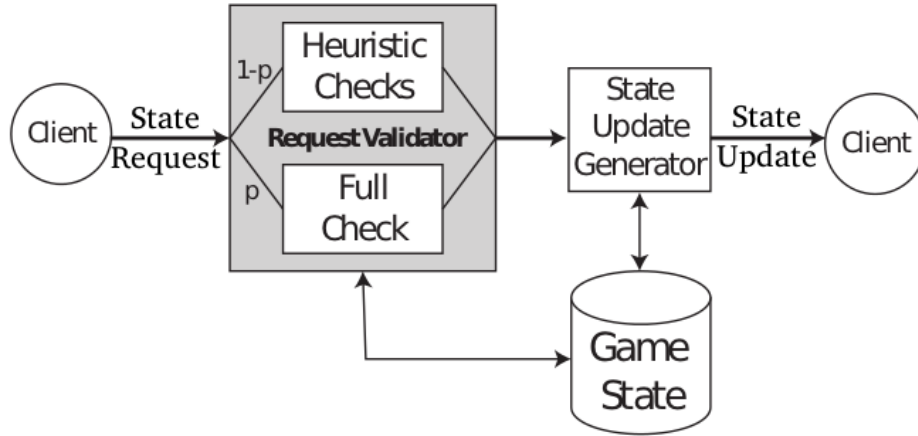 Client
State
Request
1-p
Heuristic
Checks
Request Validator
p
Full
Check
State
Update
Generator
State
Update
Client
Game
State